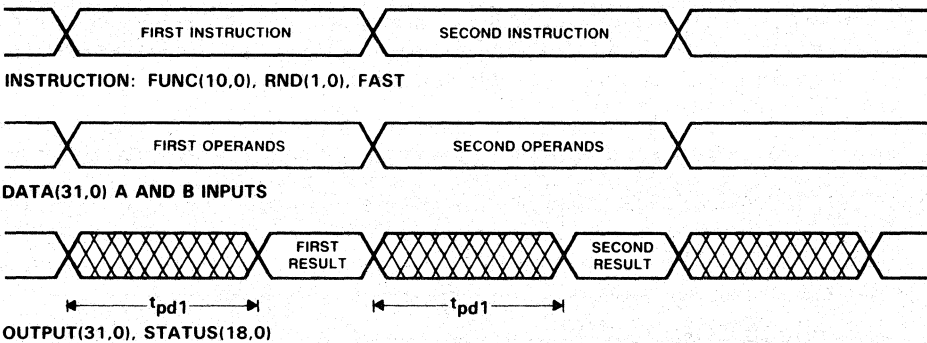 FIRST INSTRUCTION SECOND INSTRUCTION
INSTRUCTION: FUNC(10,0), RND(1,0), FAST
FIRST OPERANDS SECOND OPERANDS
DATA(31,0) A AND B INPUTS
FIRST RESULT SECOND RESULT
tpd1 tpd1
OUTPUT(31,0), STATUS(18,0)